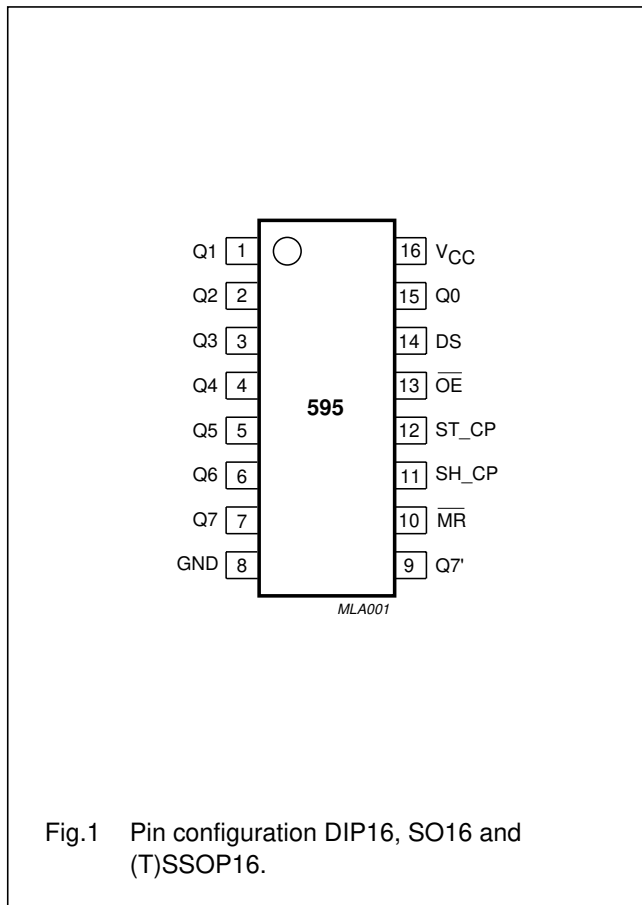 Q1 1 16 VCC
Q2 2 15 Q0
Q3 3 14 DS
Q4 4 13 OE
595
Q5 5 12 ST_CP
Q6 6 11 SH_CP
Q7 7 10 MR
GND 8 9 Q7'
MLA001
Fig.1 Pin configuration DIP16, SO16 and
(T)SSOP16.